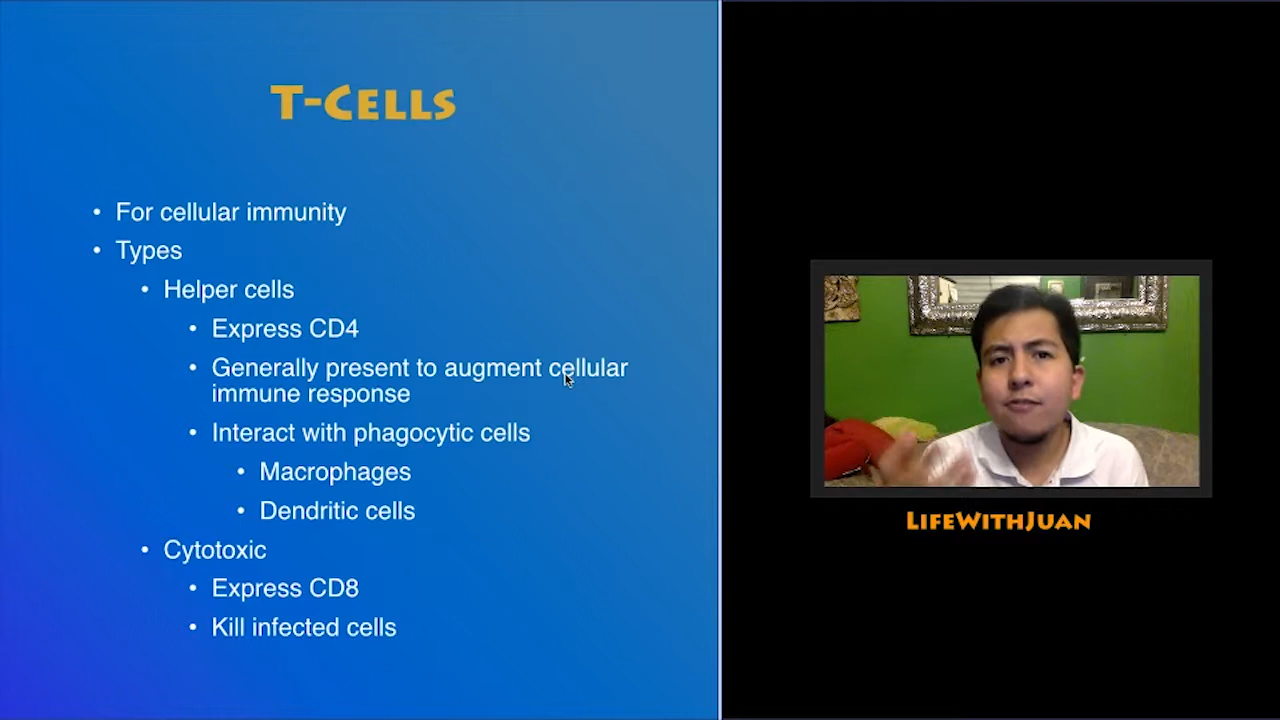 T-Cells
• For cellular immunity
• Types
• Helper cells
• Express CD4
• Generally present to augment cellular
immune response
• Interact with phagocytic cells
• Macrophages
• Dendritic cells
• Cytotoxic
• Express CD8
• Kill infected cells
LifeWithJuan